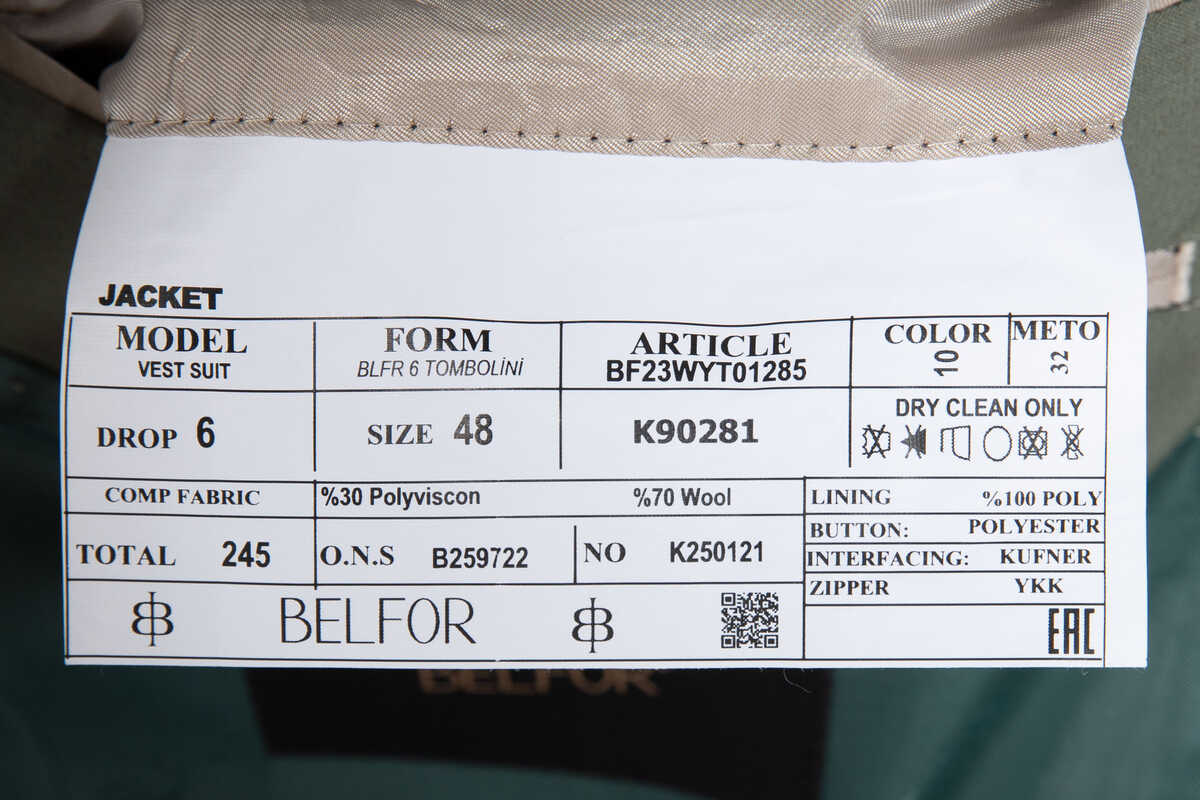 JACKET
MODEL
VEST SUIT
FORM
BLFR 6 TOMBOLİNİ
ARTICLE
BF23WYT01285
COLOR
10
METO
32
DROP 6
SIZE 48
K90281
DRY CLEAN ONLY
COMP FABRIC
%30 Polyviscon
%70 Wool
LINING %100 POLY
BUTTON: POLYESTER
INTERFACING: KUFNER
ZIPPER YKK
TOTAL 245
O.N.S B259722
NO K250121
BELFOR
EAC
BELFOR